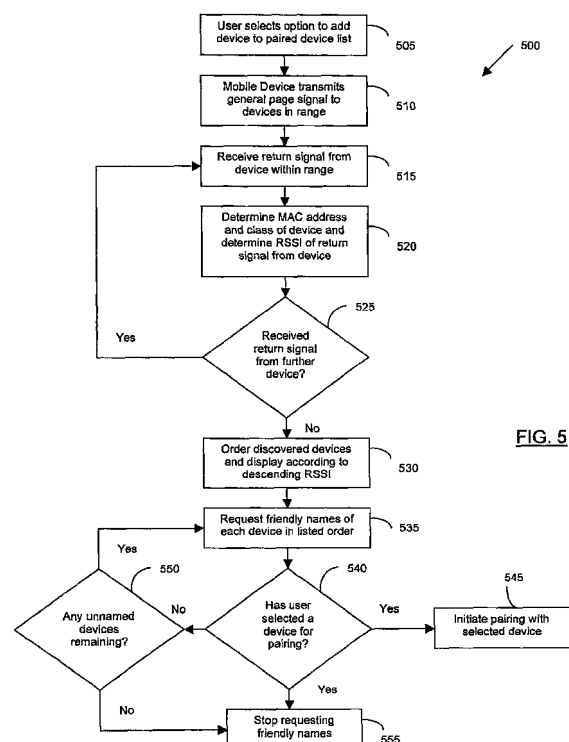 User selects option to add
device to paired device list
505
500
Mobile Device transmits
general page signal to
devices in range
510
Receive return signal from
device within range
515
Determine MAC address
and class of device and
determine RSSI of return
signal from device
520
525
Received
return signal
from further
device?
Yes
No
FIG. 5
Order discovered devices
and display according to
descending RSSI
530
Request friendly names of
each device in listed order
535
Yes
550
540
545
Any unnamed
devices
remaining?
No
Has user
selected a
device for
pairing?
Yes
Initiate pairing with
selected device
Yes
No
Stop requesting
friendly names
555